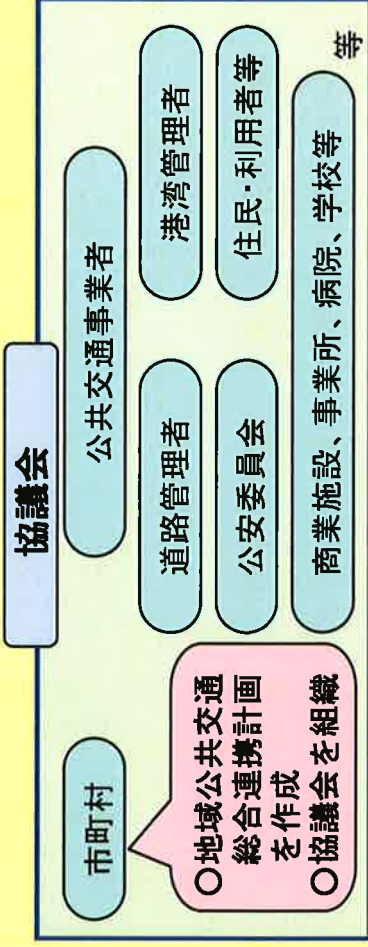 協議会
市町村
公共交通事業者
道路管理者
港湾管理者
公安委員会
住民・利用者等
商業施設、事業所、病院、学校等
等
〇地域公共交通
総合連携計画
を作成
〇協議会を組織